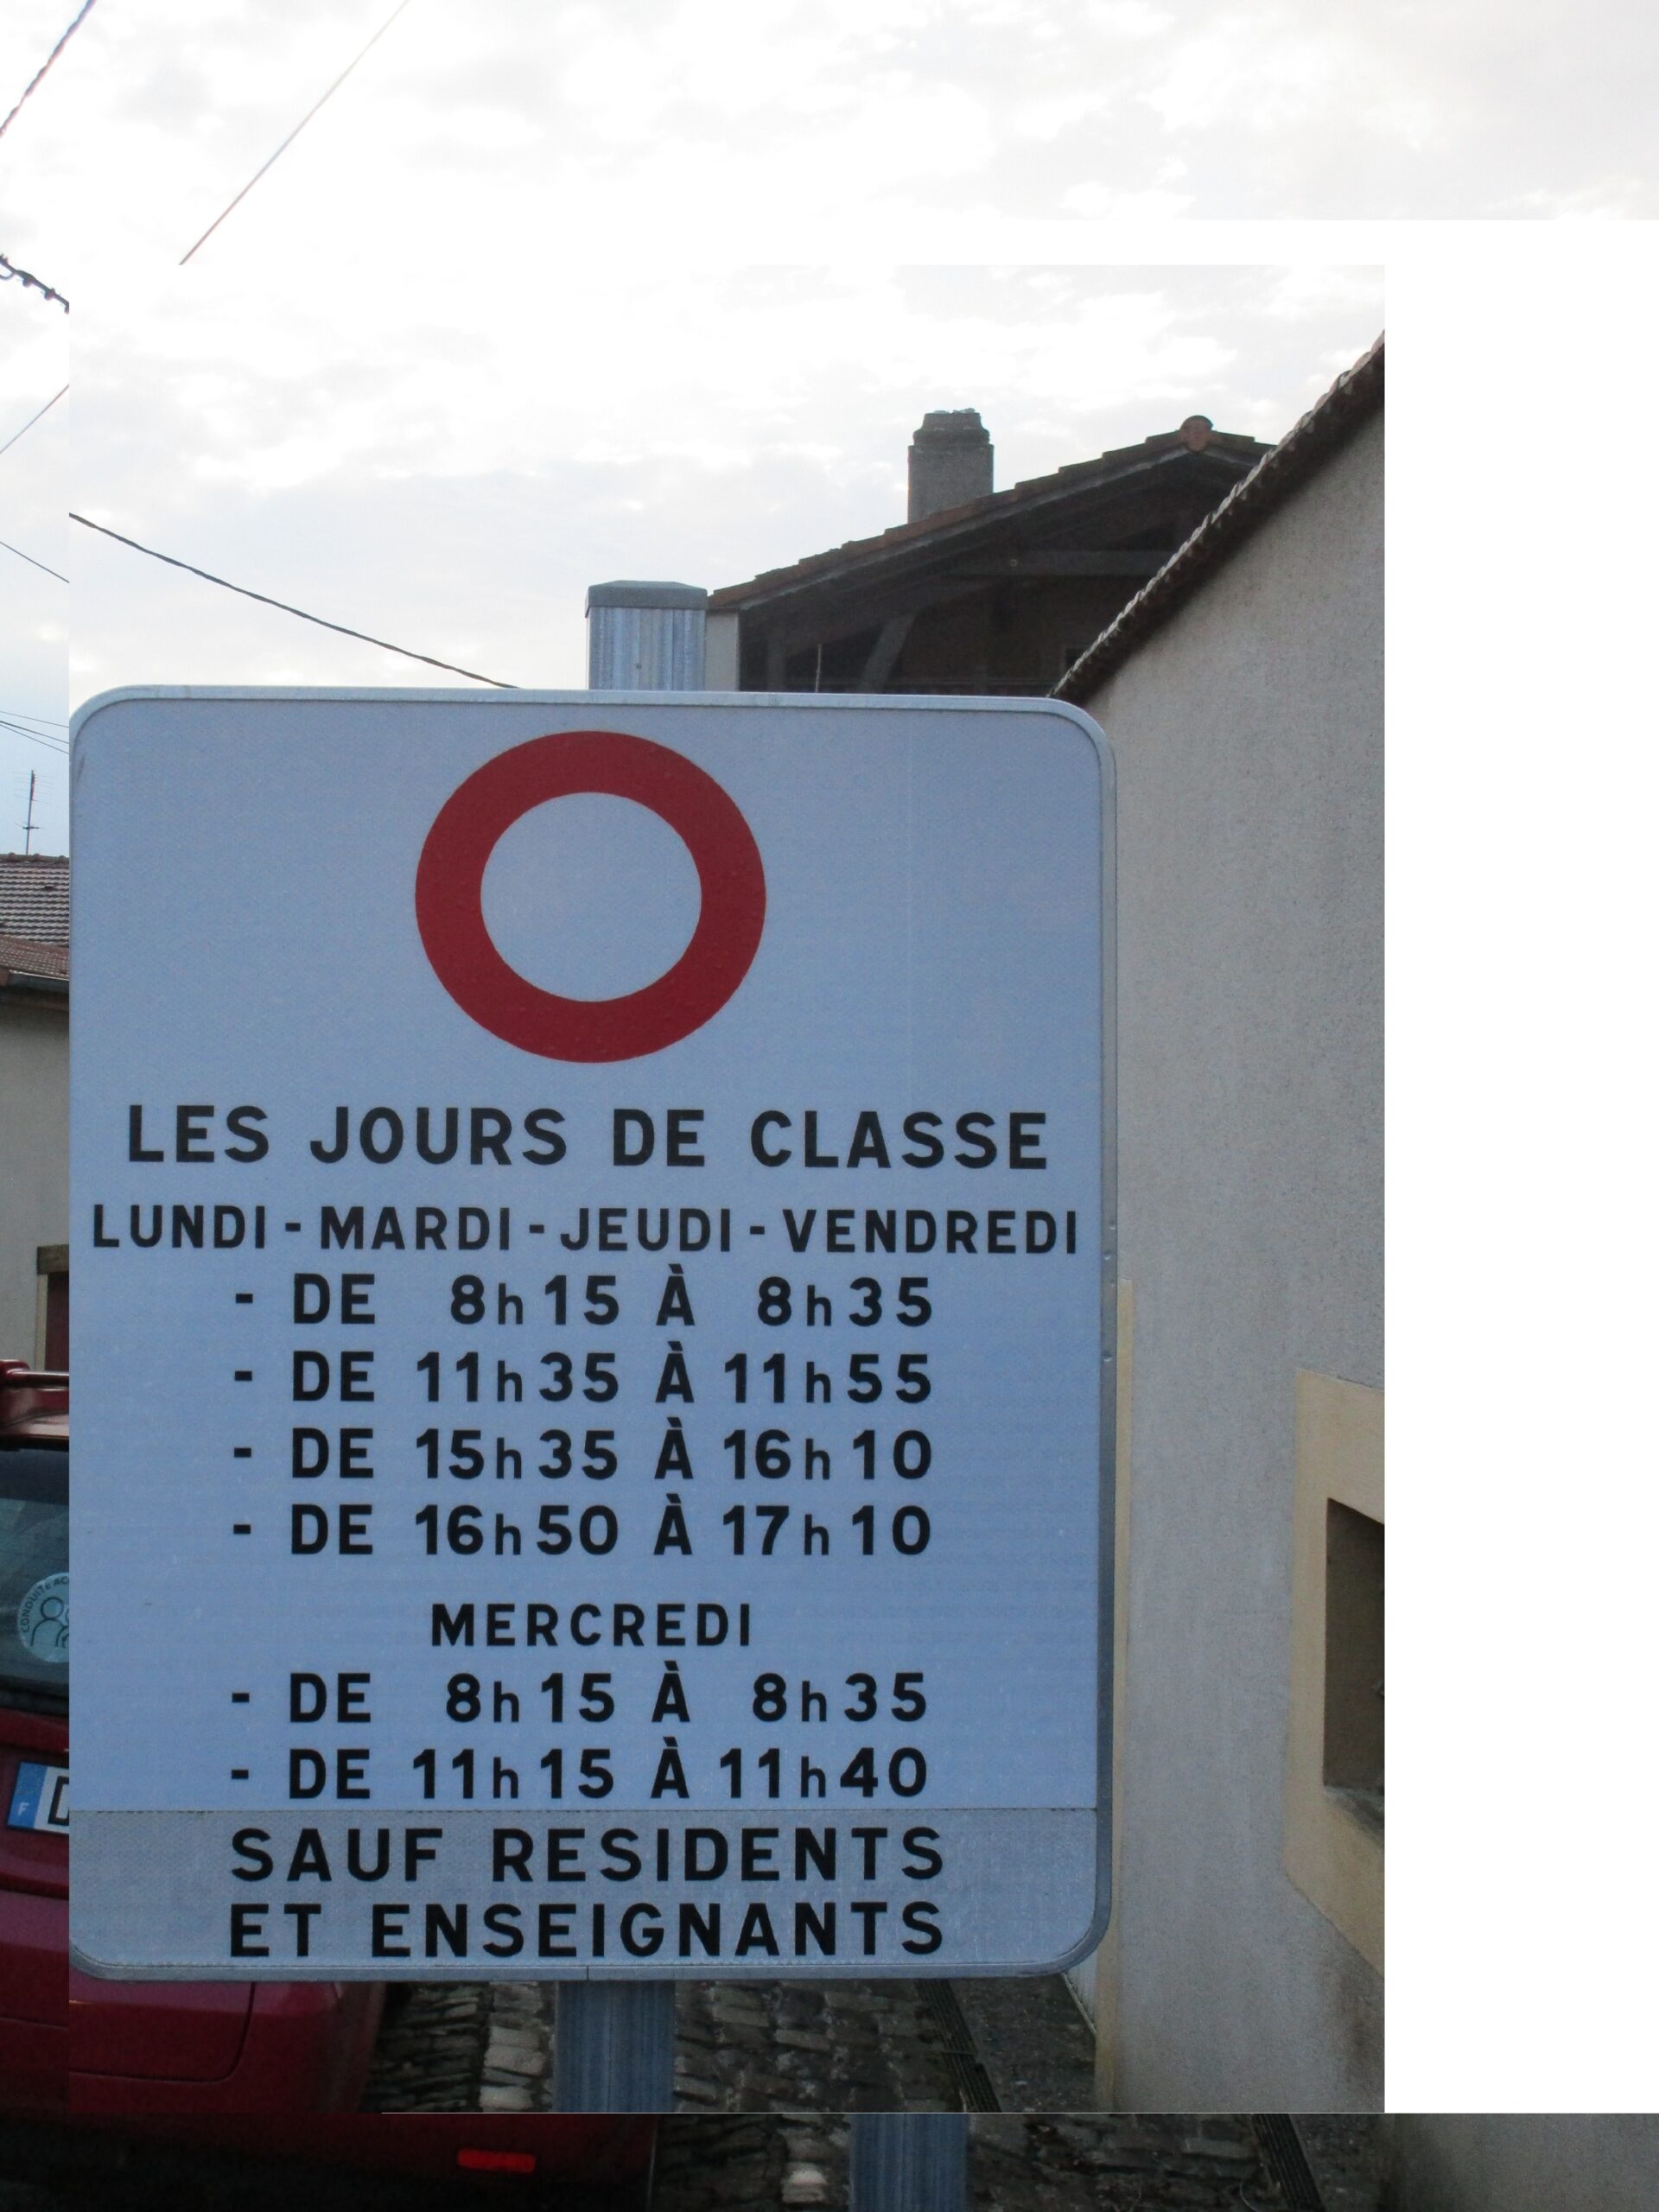 LES JOURS DE CLASSE
LUNDI - MARDI - JEUDI - VENDREDI
- DE 8h15 À 8h35
- DE 11h35 À 11h55
- DE 15h35 À 16h10
- DE 16h50 À 17h10
MERCREDI
- DE 8h15 À 8h35
- DE 11h15 À 11h40
SAUF RESIDENTS
ET ENSEIGNANTS
CONDUITE
F